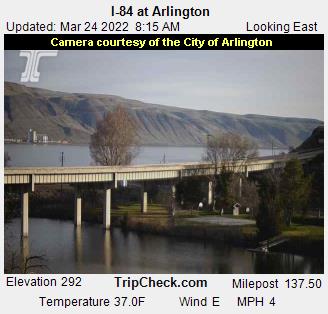 I-84 at Arlington
Updated: Mar 24 2022 8:15 AM Looking East
Camera courtesy of the City of Arlington
Elevation 292 TripCheck.com Milepost 137.50
Temperature 37.0F Wind E MPH 4